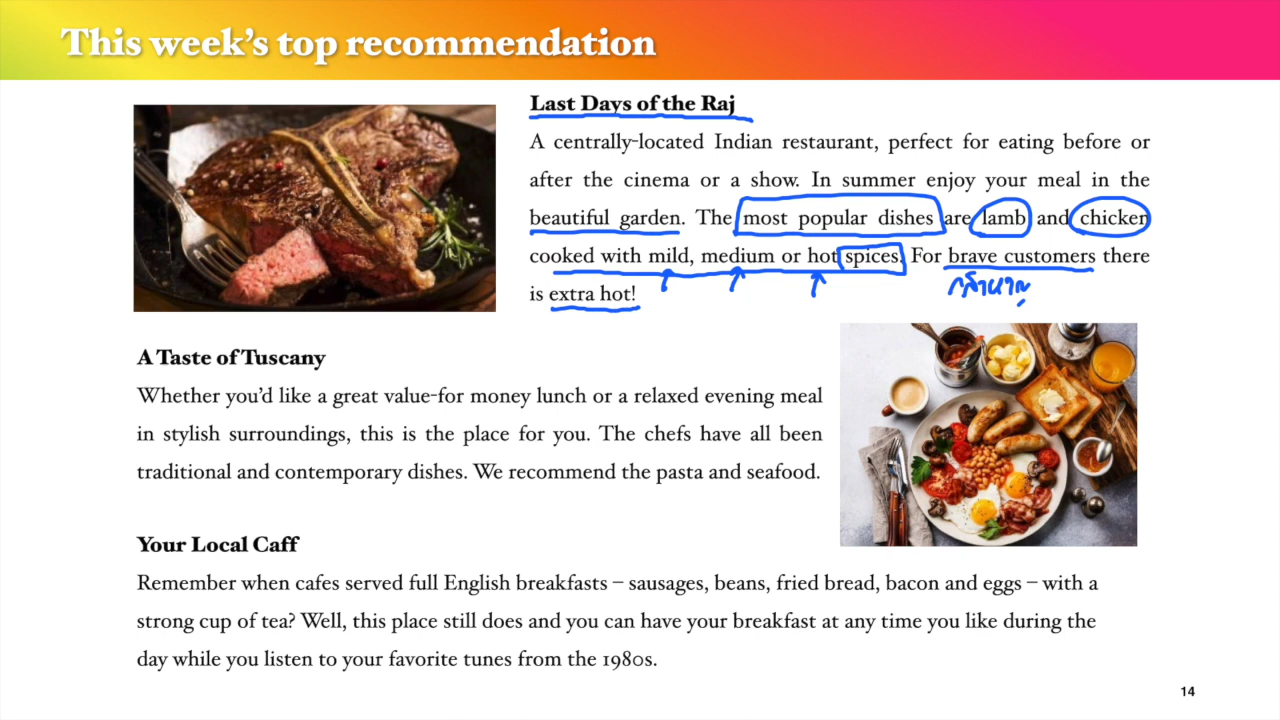 This week's top recommendation
Last Days of the Raj
A centrally-located Indian restaurant, perfect for eating before or
after the cinema or a show. In summer enjoy your meal in the
beautiful garden. The most popular dishes are lamb and chicken
cooked with mild, medium or hot spices. For brave customers there
กล้าหาญ
is extra hot!
A Taste of Tuscany
Whether you'd like a great value-for money lunch or a relaxed evening meal
in stylish surroundings, this is the place for you. The chefs have all been
traditional and contemporary dishes. We recommend the pasta and seafood.
Your Local Caff
Remember when cafes served full English breakfasts – sausages, beans, fried bread, bacon and eggs – with a
strong cup of tea? Well, this place still does and you can have your breakfast at any time you like during the
day while you listen to your favorite tunes from the 1980s.
14